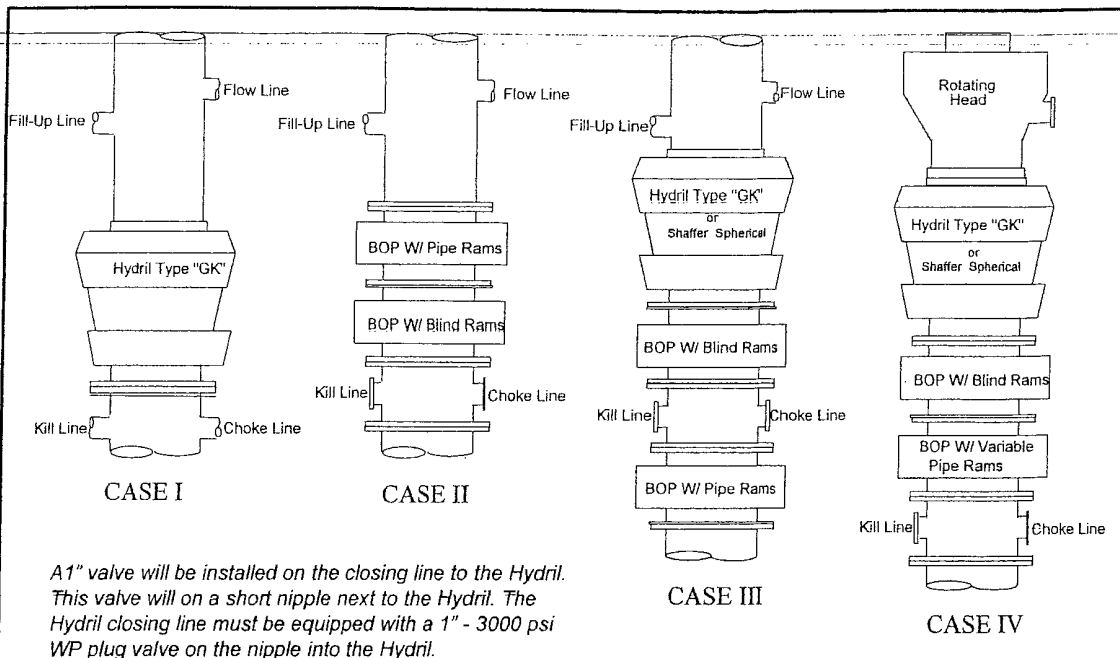 Flow Line
Fill-Up Line
Hydril Type "GK"
Kill Line
Choke Line
CASE I
Flow Line
Fill-Up Line
BOP W/ Pipe Rams
BOP W/ Blind Rams
Kill Line
Choke Line
CASE II
Flow Line
Fill-Up Line
Hydril Type "GK"
or
Shaffer Spherical
BOP W/ Blind Rams
Kill Line
Choke Line
BOP W/ Pipe Rams
CASE III
Rotating
Head
Hydril Type "GK"
or
Shaffer Spherical
BOP W/ Blind Rams
BOP W/ Variable
Pipe Rams
Kill Line
Choke Line
CASE IV
A1" valve will be installed on the closing line to the Hydril.
This valve will on a short nipple next to the Hydril. The
Hydril closing line must be equipped with a 1" - 3000 psi
WP plug valve on the nipple into the Hydril.